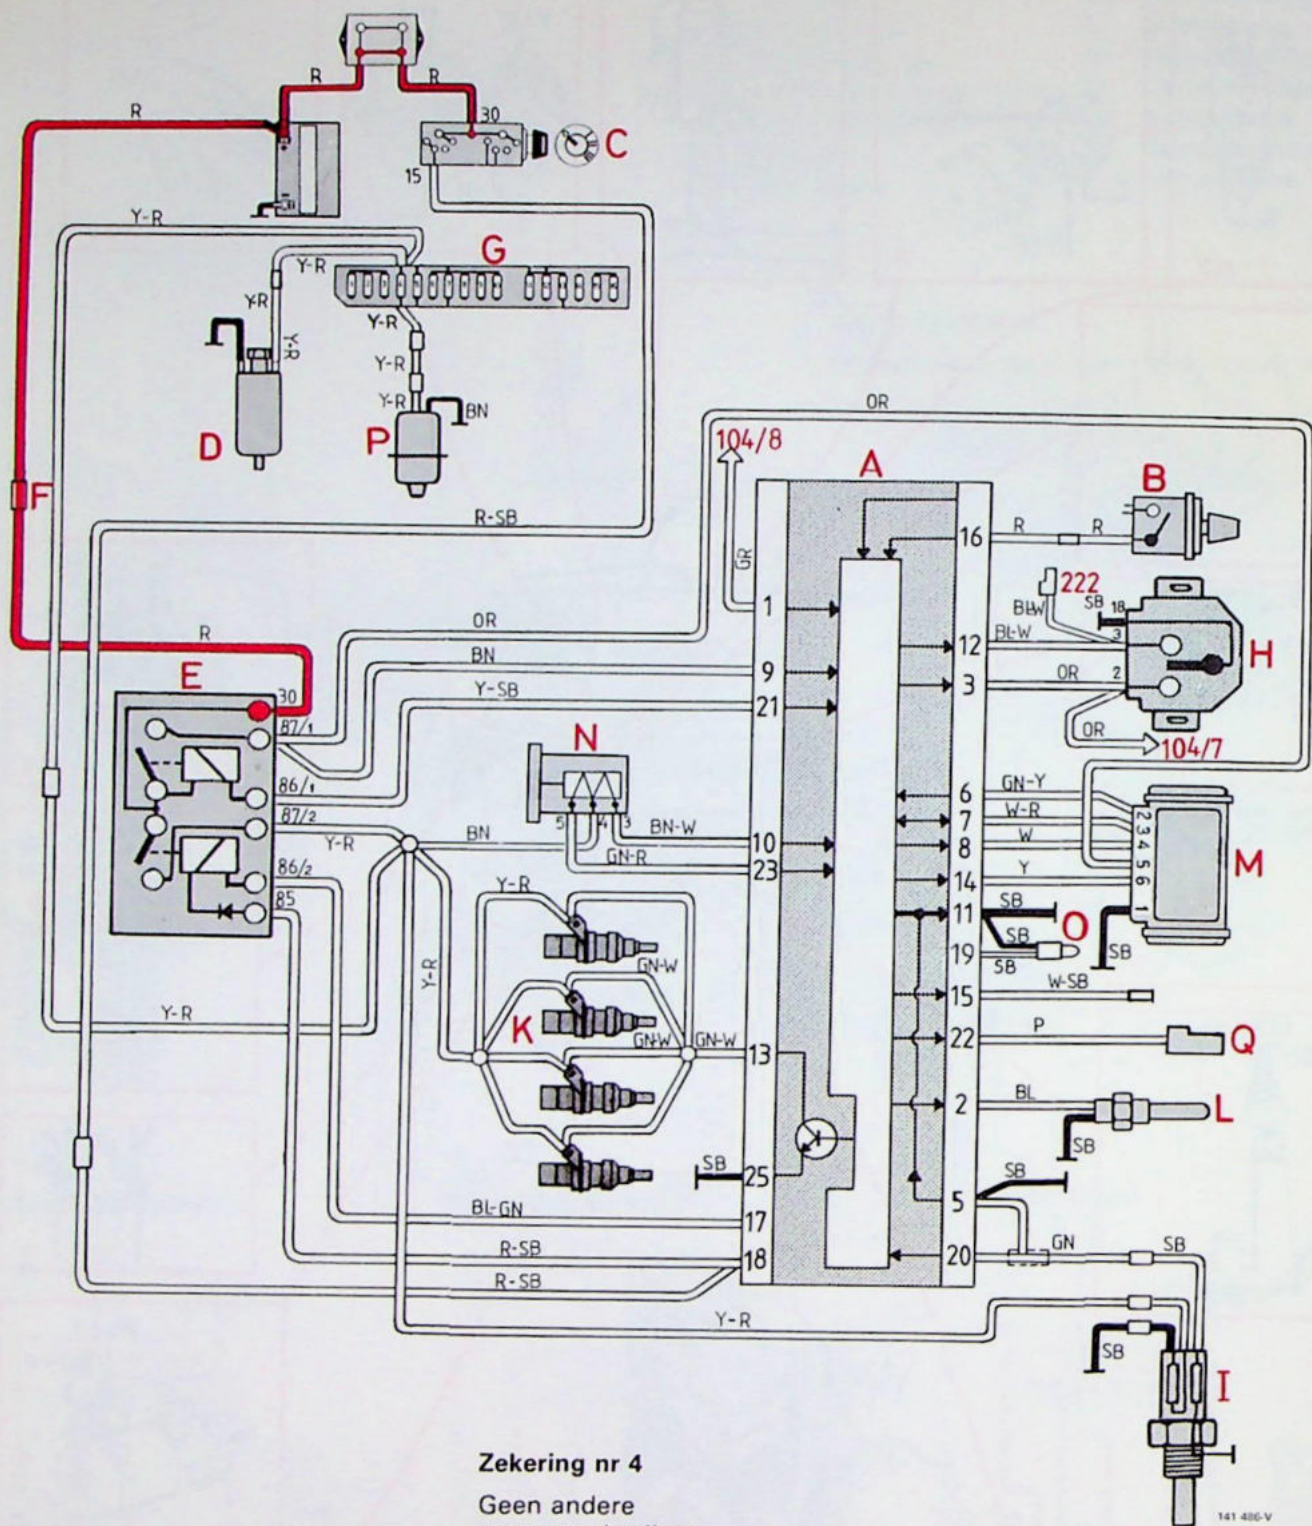 R R
R
30
C
15
Y-R
G
Y-R
Y-R
Y-R
Y-R
Y-R
Y-R
BN
D
P
F
R-SB
OR
104/8
A
B
GR
16
R R
222
BL-W
SB
18
1
OR
R
BN
9
12
BL-W
3
H
E
30
Y-SB
21
3
OR
2
87/1
OR
104/7
N
86/1
6
GN-Y
2
87/2
5 4 3
BN-W
7
W-R
3
Y-R
BN
10
8
W
4
GN-R
23
5
M
86/2
14
Y
6
85
Y-R
11
SB
1
SB
O
19
SB
SB
GN-W
Y-R
15
W-SB
Y-R
K
GN-W
GN-W
13
22
P
Q
2
BL
L
SB
SB
25
SB
5
BL-GN
17
R-SB
18
20
GN
SB
R-SB
Y-R
SB
I
Zekering nr 4
Geen andere
141 486-V